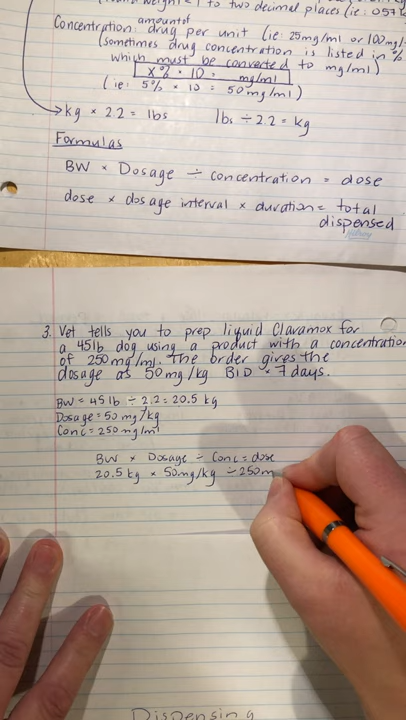 to two decimal places (ie: 0.57
amount of
Concentration: drug per unit (ie: 25mg/ml or 100mg/
(sometimes drug concentration is listed in %
which must be converted to mg/ml)
X% × 10 = mg/ml
(ie: 5% × 10 = 50mg/ml)
kg × 2.2 = lbs lbs ÷ 2.2 = kg
Formulas
BW × Dosage ÷ concentration = dose
dose × dosage interval × duration = total
dispensed
3. Vet tells you to prep liquid Clavamox for
a 45lb dog using a product with a concentration
of 250mg/ml. The order gives the
dosage as 50mg/kg BID × 7 days.
BW = 45 lb ÷ 2.2 = 20.5 kg
Dosage = 50 mg/kg
Conc = 250 mg/ml
BW × Dosage ÷ Conc = dose
20.5 kg × 50mg/kg ÷ 250m
Dispensing